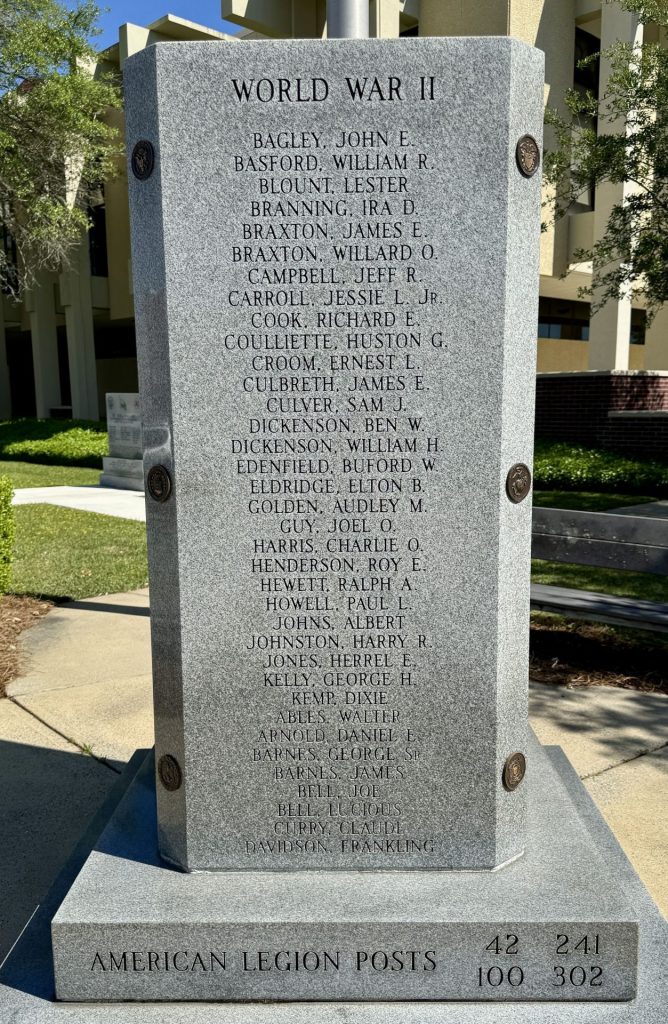 WORLD WAR II
BAGLEY, JOHN E.
BASFORD, WILLIAM R.
BLOUNT, LESTER
BRANNING, IRA D.
BRAXTON, JAMES E.
BRAXTON, WILLARD O.
CAMPBELL, JEFF R.
CARROLL, JESSIE L. JR.
COOK, RICHARD E.
COULLIETTE, HUSTON G.
CROOM, ERNEST L.
CULBRETH, JAMES E.
CULVER, SAM J.
DICKENSON, BEN W.
DICKENSON, WILLIAM H.
EDENFIELD, BUFORD W.
ELDRIDGE, ELTON B.
GOLDEN, AUDLEY M.
GUY, JOEL O.
HARRIS, CHARLIE O.
HENDERSON, ROY E.
HEWETT, RALPH A.
HOWELL, PAUL L.
JOHNS, ALBERT
JOHNSTON, HARRY R.
JONES, HERREL E.
KELLY, GEORGE H.
KEMP, DIXIE
ABLES, WALTER
ARNOLD, DANIEL E.
BARNES, GEORGE SR
BARNES, JAMES
BELL, JOE
BELL, LUCIOUS
CURRY, CLAUDE
DAVIDSON, FRANKLING
AMERICAN LEGION POSTS 42 241
100 302